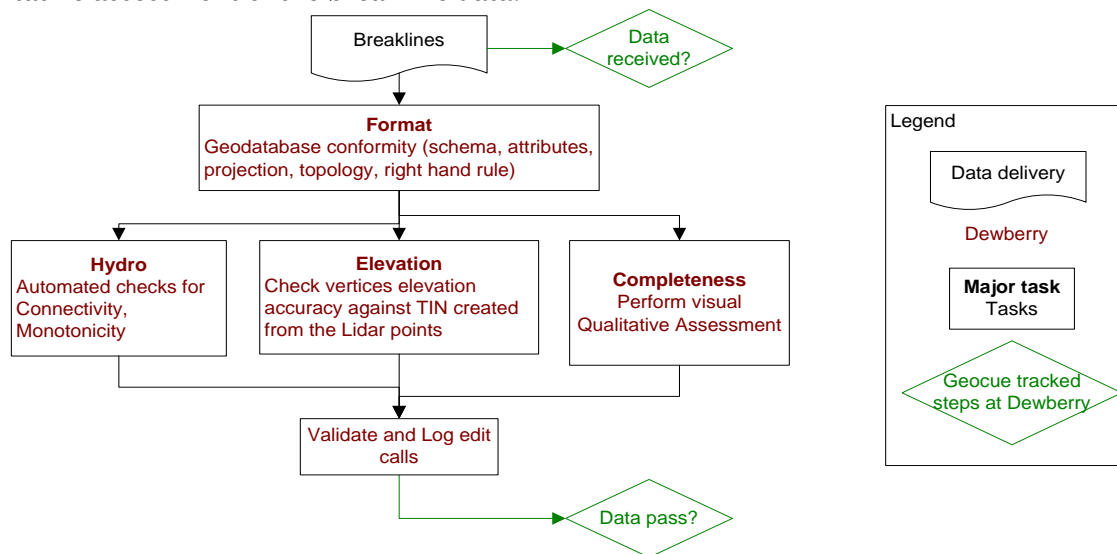 Breaklines
Data
received?
Format
Geodatabase conformity (schema, attributes,
projection, topology, right hand rule)
Hydro
Automated checks for
Connectivity,
Monotonicity
Elevation
Check vertices elevation
accuracy against TIN created
from the Lidar points
Completeness
Perform visual
Qualitative Assessment
Validate and Log edit
calls
Data pass?
Legend
Data delivery
Dewberry
Major task
Tasks
Geocue tracked
steps at Dewberry